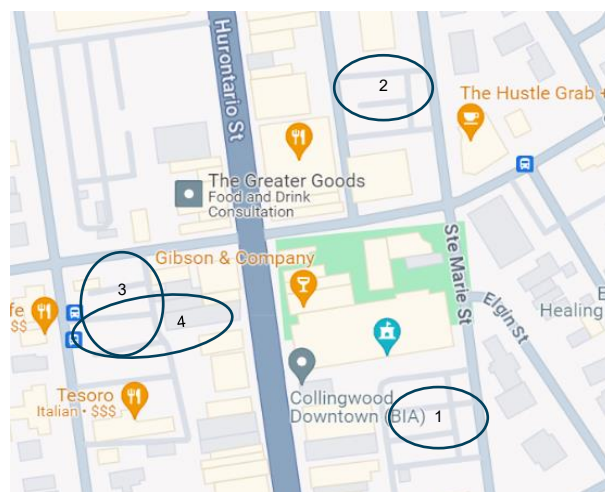 Hurontario St
2
The Hustle Grab +
The Greater Goods
Food and Drink
Consultation
Gibson & Company
Ste Marie St
Elgin St
3
4
fe
$$
E
Healing
Tesoro
Italian • $$$
Collingwood
Downtown (BIA)
1